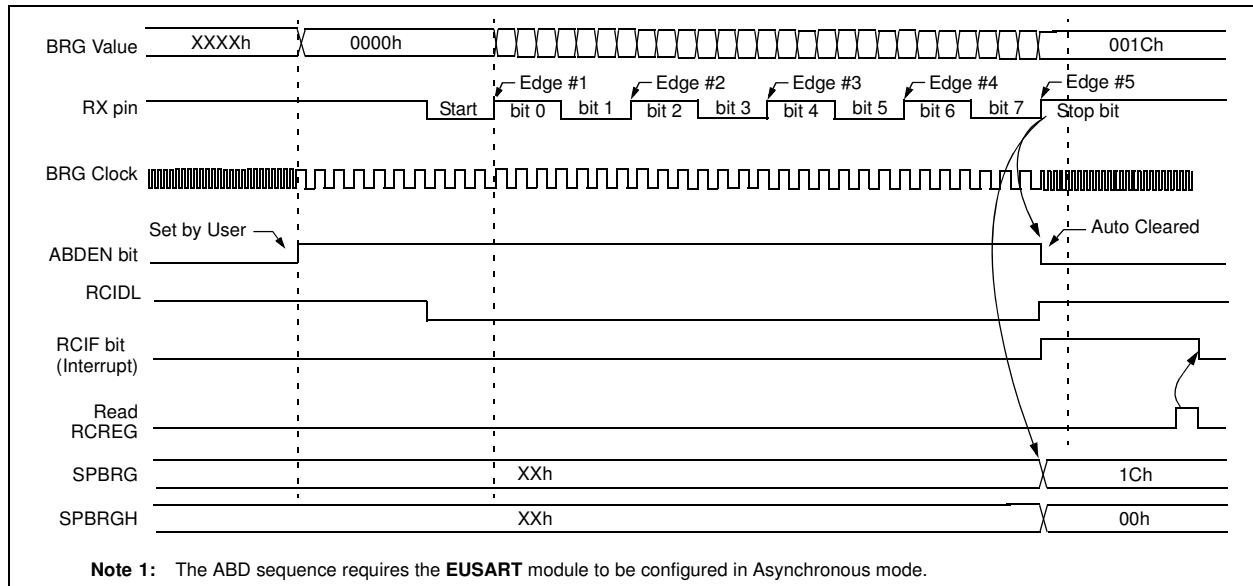 BRG Value XXXXh 0000h 001Ch
Edge #1 Edge #2 Edge #3 Edge #4 Edge #5
RX pin Start bit 0 bit 1 bit 2 bit 3 bit 4 bit 5 bit 6 bit 7 Stop bit
BRG Clock
Set by User Auto Cleared
ABDEN bit
RCIDL
RCIF bit
(Interrupt)
Read
RCREG
SPBRG XXh 1Ch
SPBRGH XXh 00h
Note 1: The ABD sequence requires the EUSART module to be configured in Asynchronous mode.